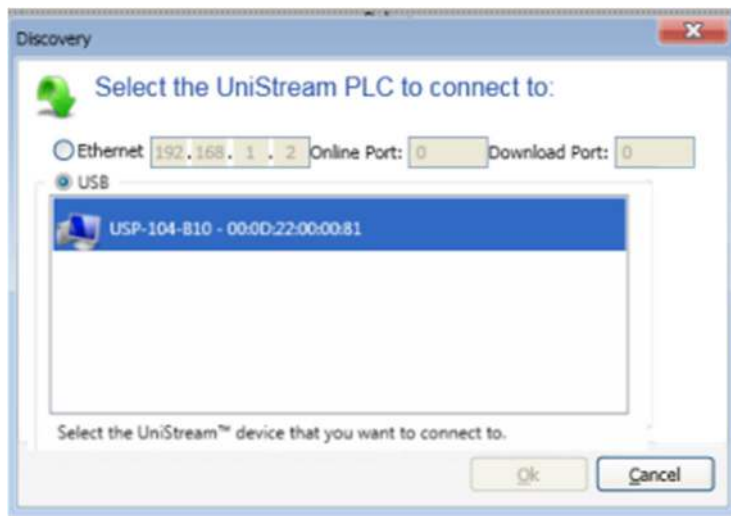 Discovery
Select the UniStream PLC to connect to:
Ethernet 192.168.1.2 Online Port: 0 Download Port: 0
USB
USP-104-B10 - 00:0D:22:00:00:81
Select the UniStream™ device that you want to connect to.
Ok Cancel